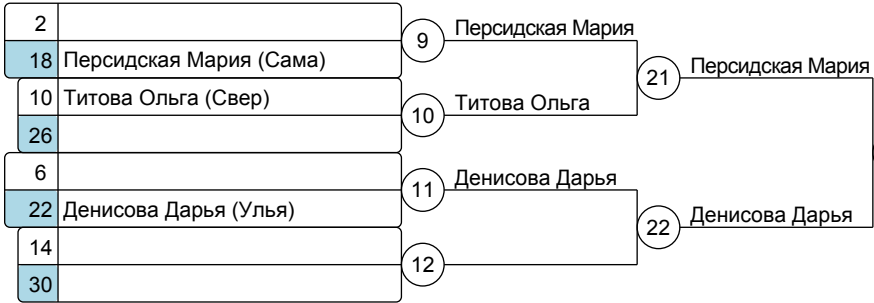 2
18 Персидская Мария (Сама)
10 Титова Ольга (Свер)
26
6
22 Денисова Дарья (Улья)
14
30
9 Персидская Мария
10 Титова Ольга
11 Денисова Дарья
12
21 Персидская Мария
22 Денисова Дарья